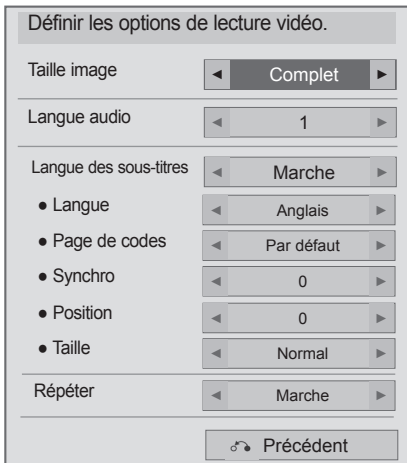 Définir les options de lecture vidéo.
Taille image ◄ Complet ►
Langue audio ◄ 1 ►
Langue des sous-titres ◄ Marche ►
● Langue ◄ Anglais ►
● Page de codes ◄ Par défaut ►
● Synchro ◄ 0 ►
● Position ◄ 0 ►
● Taille ◄ Normal ►
Répéter ◄ Marche ►
Précédent